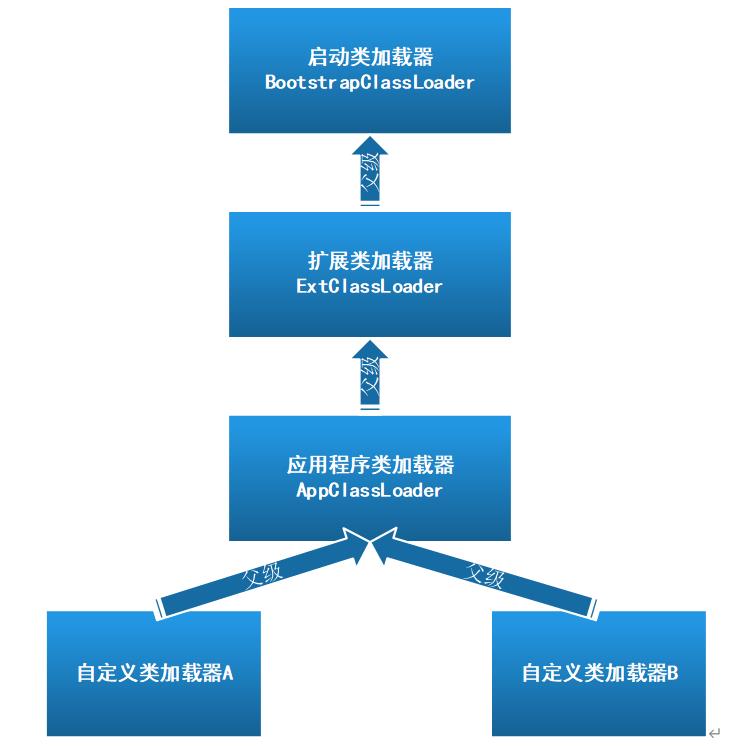 启动类加载器
BootstrapClassLoader
父级
扩展类加载器
ExtClassLoader
父级
应用程序类加载器
AppClassLoader
父级
父级
自定义类加载器A
自定义类加载器B